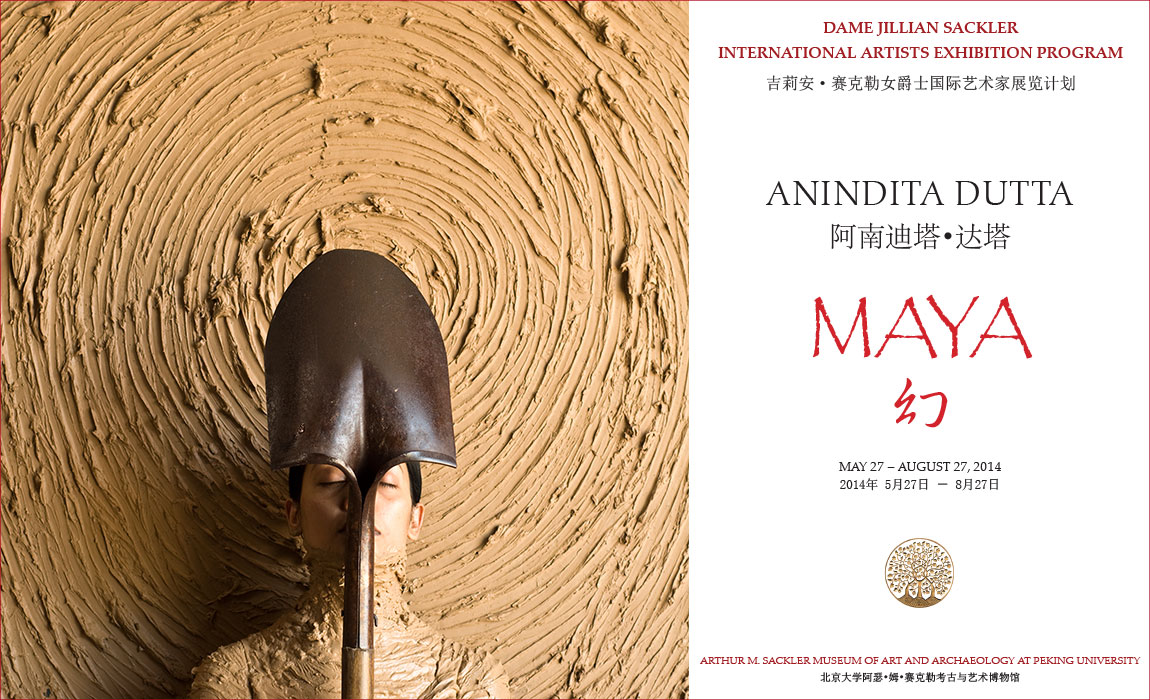 DAME JILLIAN SACKLER
INTERNATIONAL ARTISTS EXHIBITION PROGRAM
吉莉安•赛克勒女爵士国际艺术家展览计划
ANINDITA DUTTA
阿南迪塔•达塔
MAYA
幻
MAY 27 – AUGUST 27, 2014
2014年 5月27日 － 8月27日
ARTHUR M. SACKLER MUSEUM OF ART AND ARCHAEOLOGY AT PEKING UNIVERSITY
北京大学阿瑟•姆•赛克勒考古与艺术博物馆